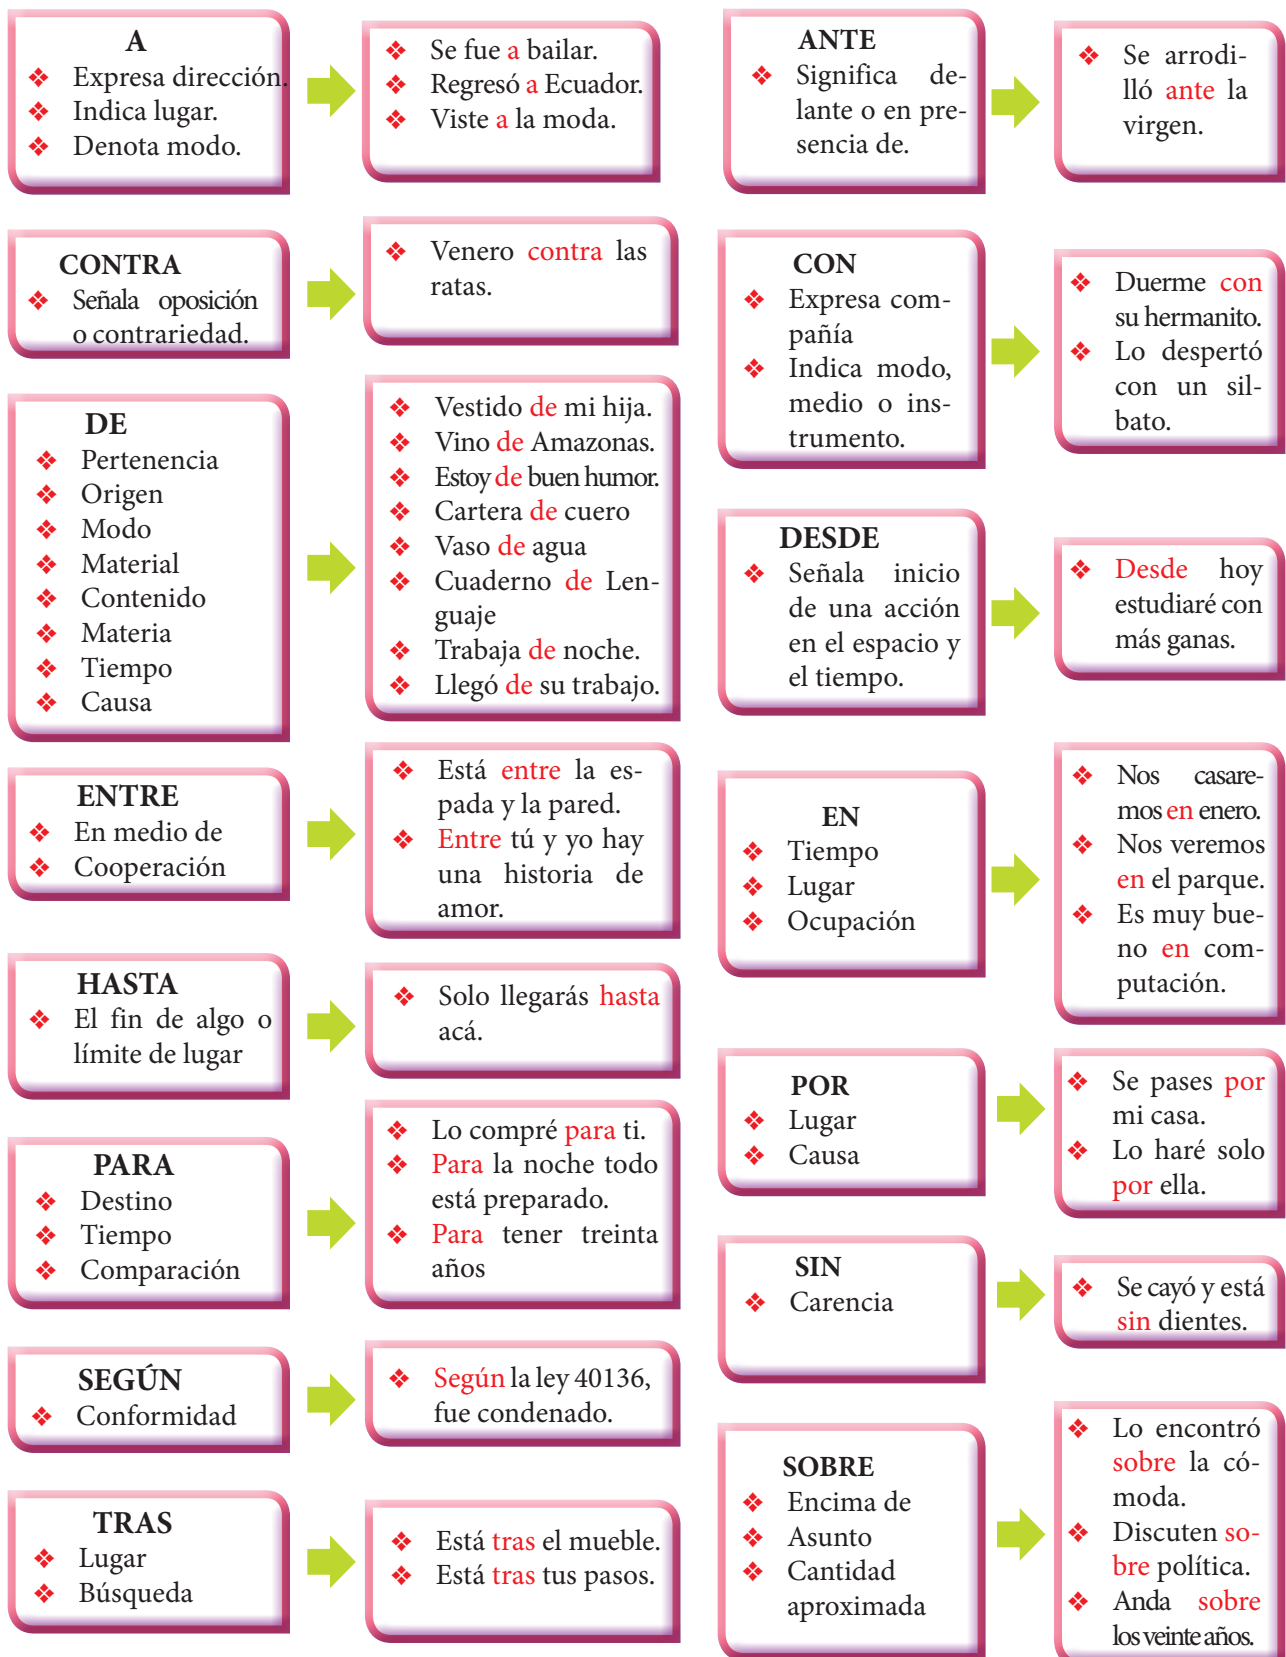 A
❖ Expresa dirección.
❖ Indica lugar.
❖ Denota modo.
❖ Se fue a bailar.
❖ Regresó a Ecuador.
❖ Viste a la moda.
ANTE
❖ Significa de-
lante o en pre-
sencia de.
❖ Se arrodi-
lló ante la
virgen.
CONTRA
❖ Señala oposición
o contrariedad.
❖ Venero contra las
ratas.
CON
❖ Expresa com-
pañía
❖ Indica modo,
medio o ins-
trumento.
❖ Duerme con
su hermanito.
❖ Lo despertó
con un sil-
bato.
DE
❖ Pertenencia
❖ Origen
❖ Modo
❖ Material
❖ Contenido
❖ Materia
❖ Tiempo
❖ Causa
❖ Vestido de mi hija.
❖ Vino de Amazonas.
❖ Estoy de buen humor.
❖ Cartera de cuero
❖ Vaso de agua
❖ Cuaderno de Len-
guaje
❖ Trabaja de noche.
❖ Llegó de su trabajo.
DESDE
❖ Señala inicio
de una acción
en el espacio y
el tiempo.
❖ Desde hoy
estudiaré con
más ganas.
ENTRE
❖ En medio de
❖ Cooperación
❖ Está entre la es-
pada y la pared.
❖ Entre tú y yo hay
una historia de
amor.
EN
❖ Tiempo
❖ Lugar
❖ Ocupación
❖ Nos casare-
mos en enero.
❖ Nos veremos
en el parque.
❖ Es muy bue-
no en com-
putación.
HASTA
❖ El fin de algo o
límite de lugar
❖ Solo llegarás hasta
acá.
POR
❖ Lugar
❖ Causa
❖ Se pases por
mi casa.
❖ Lo haré solo
por ella.
PARA
❖ Destino
❖ Tiempo
❖ Comparación
❖ Lo compré para ti.
❖ Para la noche todo
está preparado.
❖ Para tener treinta
años
SIN
❖ Carencia
❖ Se cayó y está
sin dientes.
SEGÚN
❖ Conformidad
❖ Según la ley 40136,
fue condenado.
SOBRE
❖ Encima de
❖ Asunto
❖ Cantidad
aproximada
❖ Lo encontró
sobre la có-
moda.
❖ Discuten so-
bre política.
❖ Anda sobre
los veinte años.
TRAS
❖ Lugar
❖ Búsqueda
❖ Está tras el mueble.
❖ Está tras tus pasos.